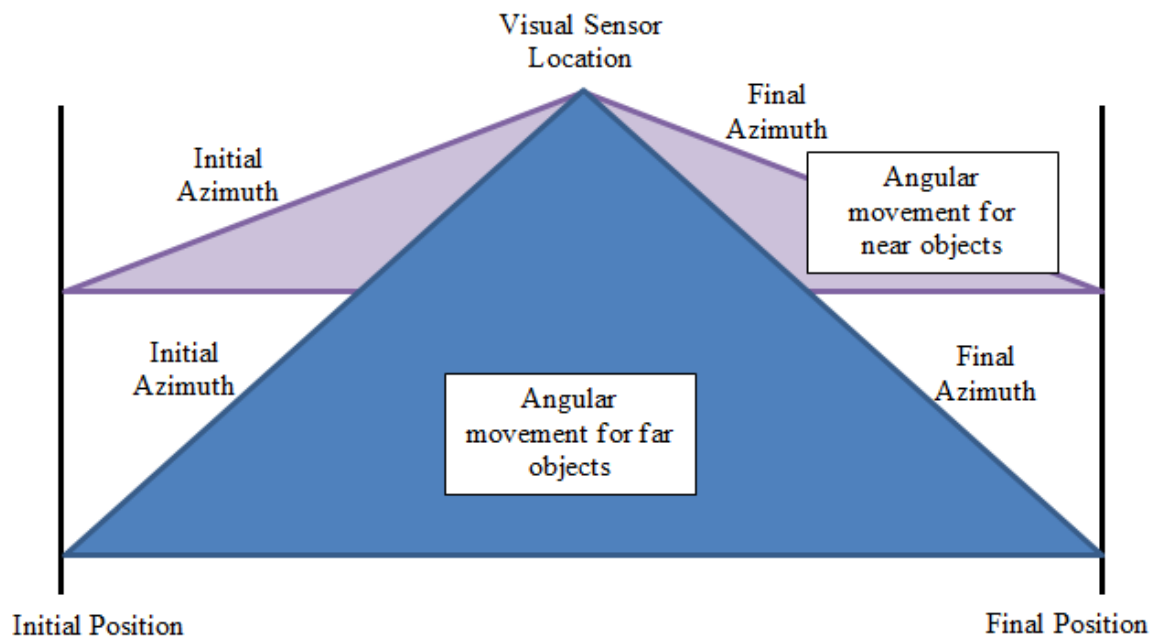 Visual Sensor
Location
Final
Azimuth
Initial
Azimuth
Angular
movement for
near objects
Initial
Azimuth
Final
Azimuth
Angular
movement for far
objects
Initial Position
Final Position